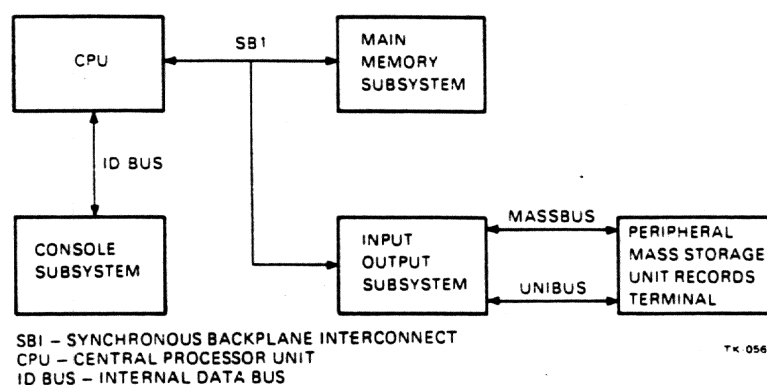 CPU
SBI
MAIN
MEMORY
SUBSYSTEM
ID BUS
CONSOLE
SUBSYSTEM
INPUT
OUTPUT
SUBSYSTEM
MASSBUS
UNIBUS
PERIPHERAL
MASS STORAGE
UNIT RECORDS
TERMINAL
SBI – SYNCHRONOUS BACKPLANE INTERCONNECT
CPU – CENTRAL PROCESSOR UNIT
ID BUS – INTERNAL DATA BUS
TK-056